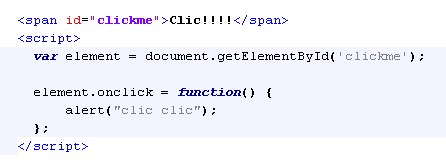 <span id="clickme">Clic!!!!</span>
<script>
var element = document.getElementById('clickme');
element.onclick = function() {
alert("clic clic");
};
</script>